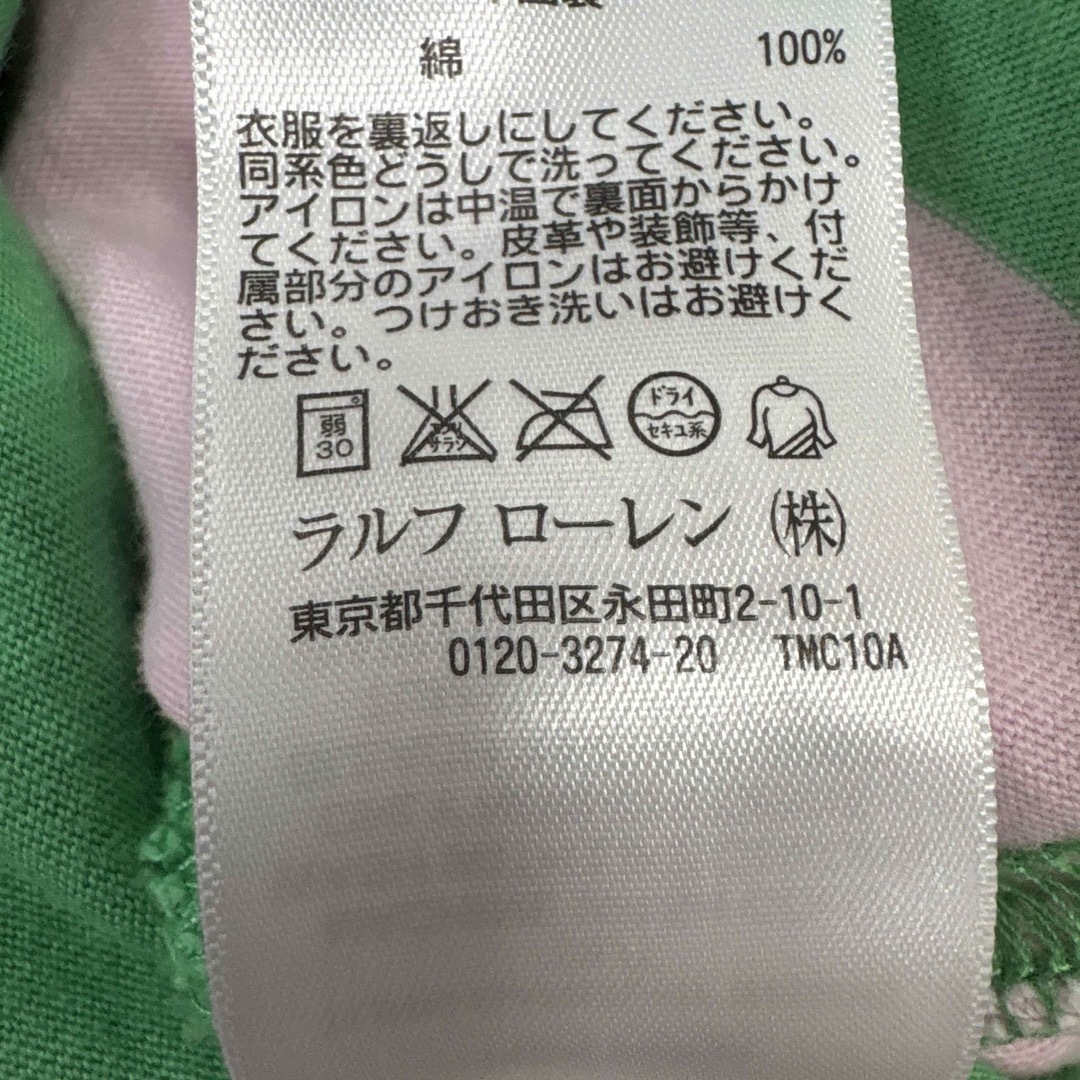 綿 100%
衣服を裏返しにしてください。
同系色どうしで洗ってください。
アイロンは中温で裏面からかけ
てください。皮革や装飾等、付
属部分のアイロンはお避けくだ
さい。つけおき洗いはお避けく
ださい。
弱
30
サラシ
ドライ
セキユ系
ラルフ ローレン (株)
東京都千代田区永田町2-10-1
0120-3274-20 TMC10A